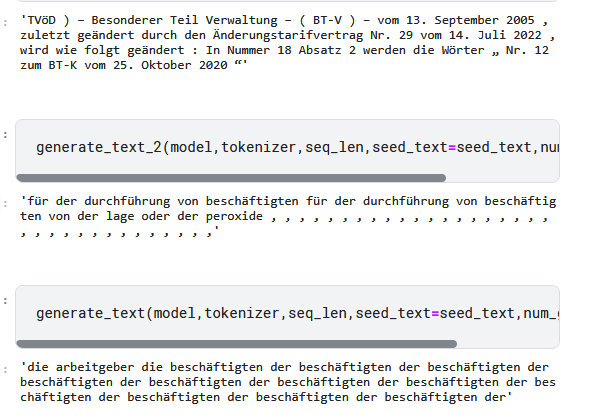 : 'TVöD ) – Besonderer Teil Verwaltung – ( BT-V ) – vom 13. September 2005 ,
zuletzt geändert durch den Änderungstarifvertrag Nr. 29 vom 14. Juli 2022 ,
wird wie folgt geändert : In Nummer 18 Absatz 2 werden die Wörter „ Nr. 12
zum BT-K vom 25. Oktober 2020 “'
:
generate_text_2(model,tokenizer,seq_len,seed_text=seed_text,num
: 'für der durchführung von beschäftigten für der durchführung von beschäftig
ten von der lage oder der peroxide , , , , , , , , , , , , , , , , , , , ,
, , , , , , , , , , , , , ,'
:
generate_text(model,tokenizer,seq_len,seed_text=seed_text,num_
: 'die arbeitgeber die beschäftigten der beschäftigten der beschäftigten der
beschäftigten der beschäftigten der beschäftigten der beschäftigten der bes
chäftigten der beschäftigten der beschäftigten der beschäftigten der'